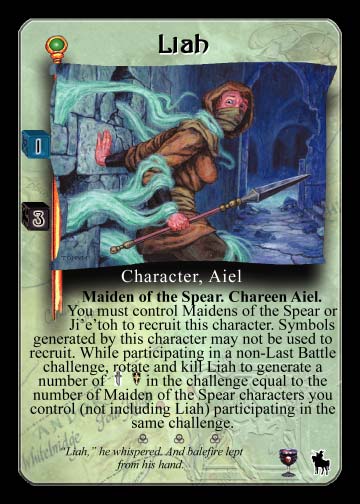 Liah
1
3
TOMVM
Character, Aiel
Maiden of the Spear. Chareen Aiel.
You must control Maidens of the Spear or
Ji'e'toh to recruit this character. Symbols
generated by this character may not be used to
recruit. While participating in a non-Last Battle
challenge, rotate and kill Liah to generate a
number of in the challenge equal to the
number of Maiden of the Spear characters you
control (not including Liah) participating in the
same challenge.
"Liah," he whispered. And balefire lept
from his hand.
Whitebridge